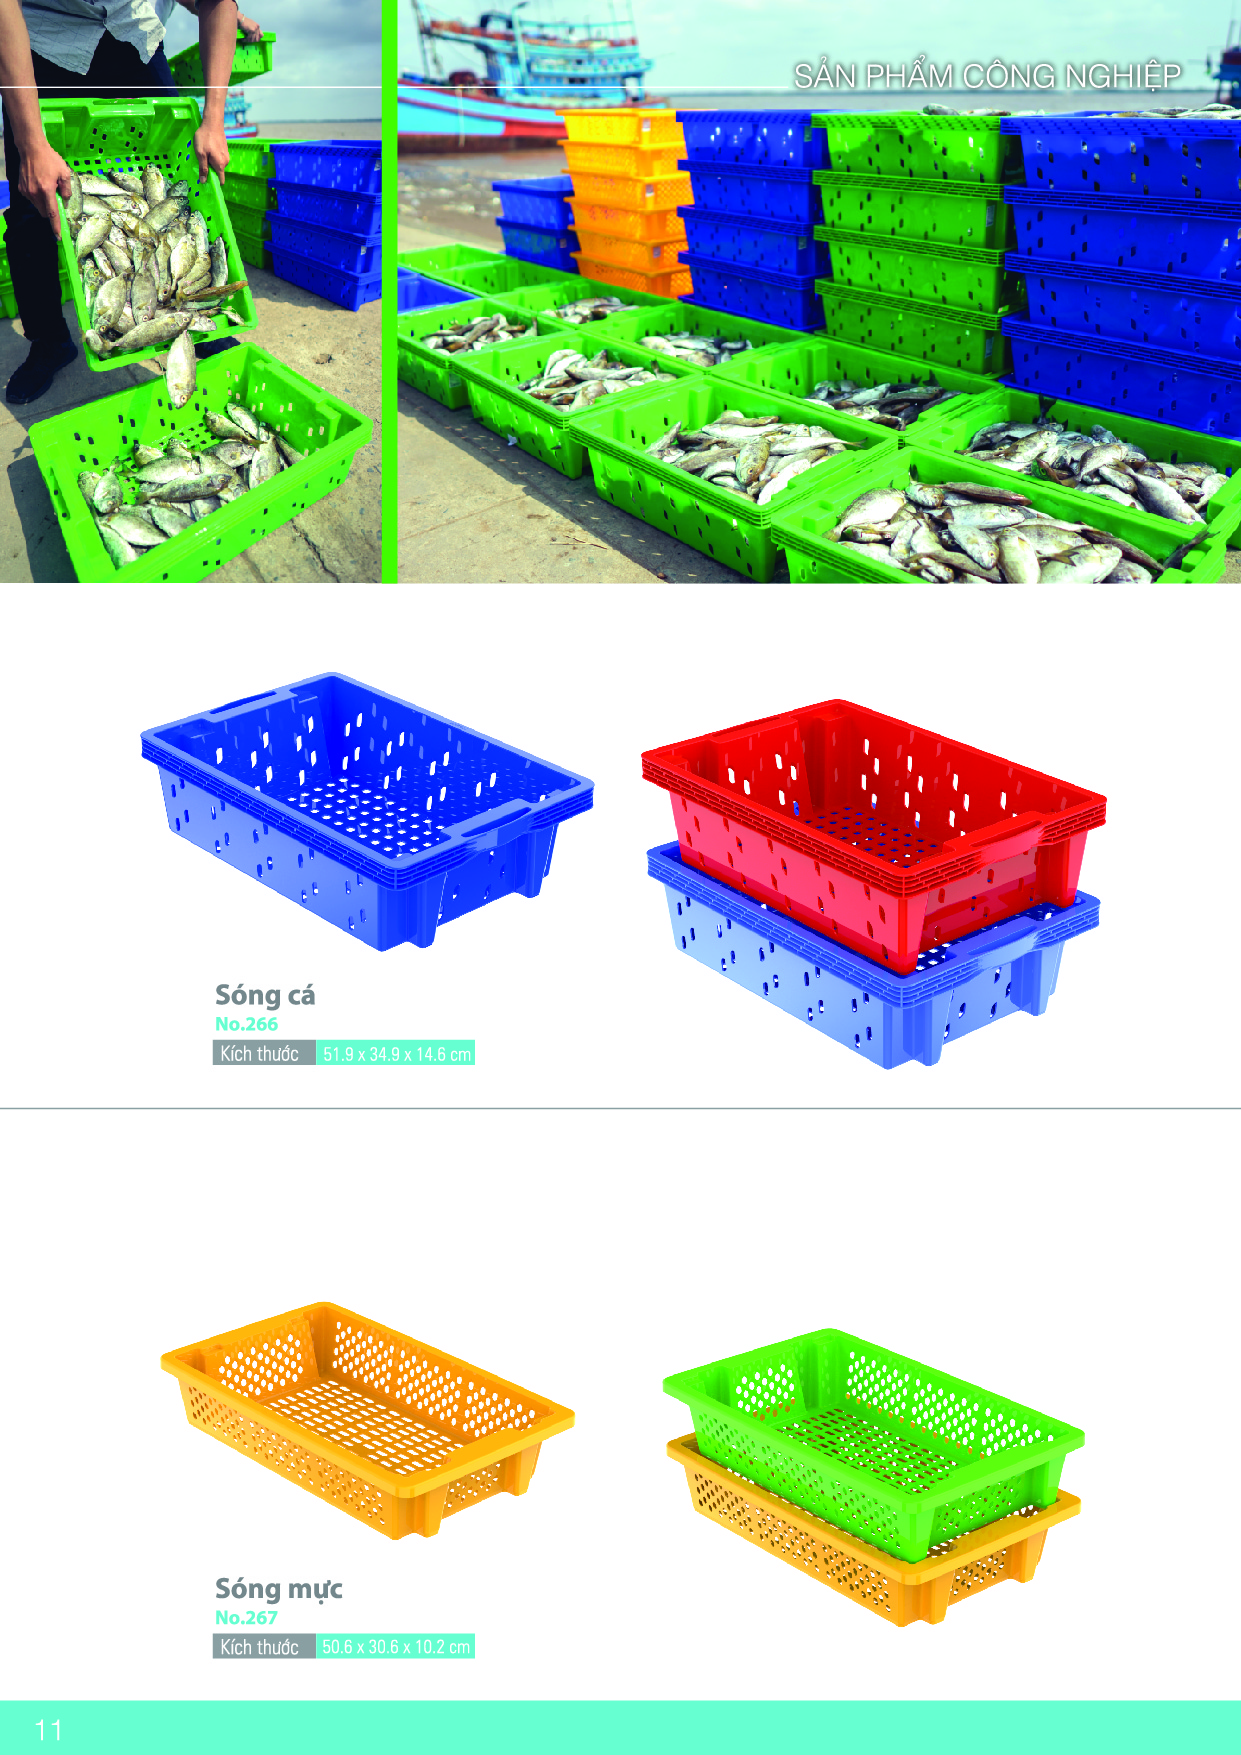 SẢN PHẨM CÔNG NGHIỆP
Sóng cá
No.266
Kích thước 51.9 x 34.9 x 14.6 cm
Sóng mực
No.267
Kích thước 50.6 x 30.6 x 10.2 cm
11